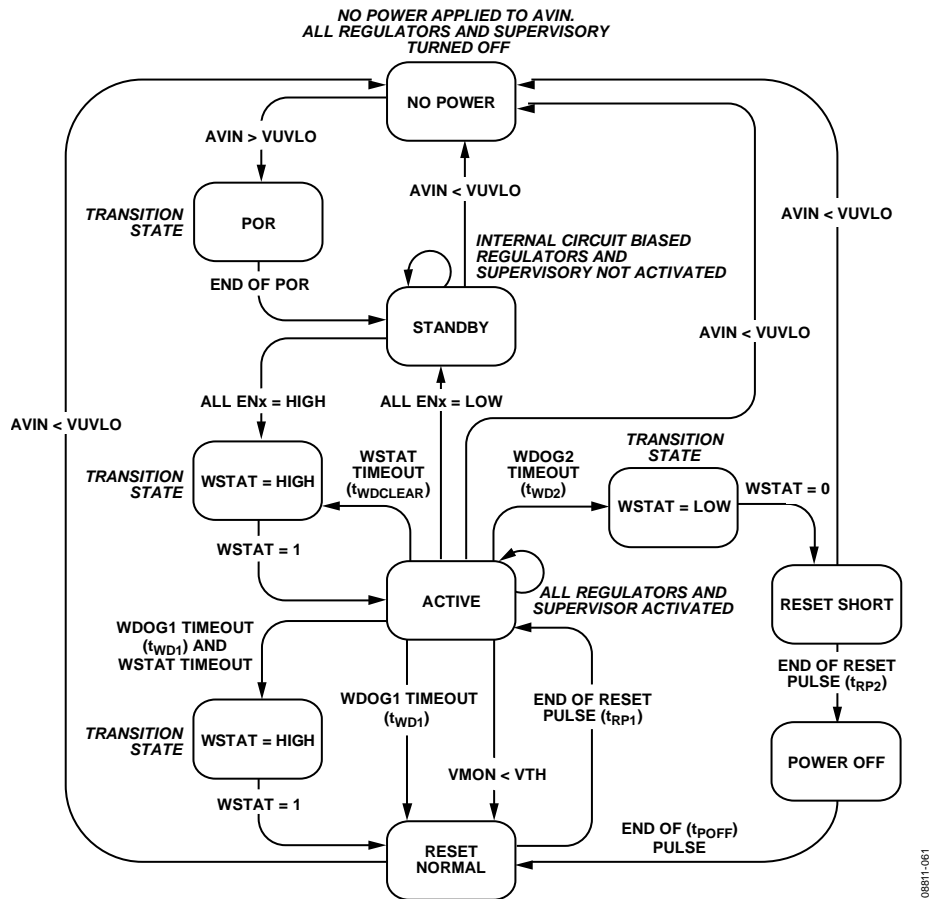 NO POWER APPLIED TO AVIN.
ALL REGULATORS AND SUPERVISORY
TURNED OFF
NO POWER
AVIN > VUVLO
AVIN < VUVLO
AVIN < VUVLO
TRANSITION
STATE
POR
INTERNAL CIRCUIT BIASED
REGULATORS AND
SUPERVISORY NOT ACTIVATED
END OF POR
STANDBY
AVIN < VUVLO
ALL ENx = HIGH
ALL ENx = LOW
AVIN < VUVLO
TRANSITION
STATE
WSTAT = HIGH
WSTAT
TIMEOUT
(tWDCLEAR)
WDOG2
TIMEOUT
(tWD2)
TRANSITION
STATE
WSTAT = LOW
WSTAT = 0
WSTAT = 1
ACTIVE
ALL REGULATORS AND
SUPERVISOR ACTIVATED
RESET SHORT
WDOG1 TIMEOUT
(tWD1) AND
WSTAT TIMEOUT
WDOG1 TIMEOUT
(tWD1)
END OF RESET
PULSE (tRP1)
END OF RESET
PULSE (tRP2)
TRANSITION
STATE
WSTAT = HIGH
VMON < VTH
POWER OFF
WSTAT = 1
END OF (tPOFF)
PULSE
RESET
NORMAL
08811-061